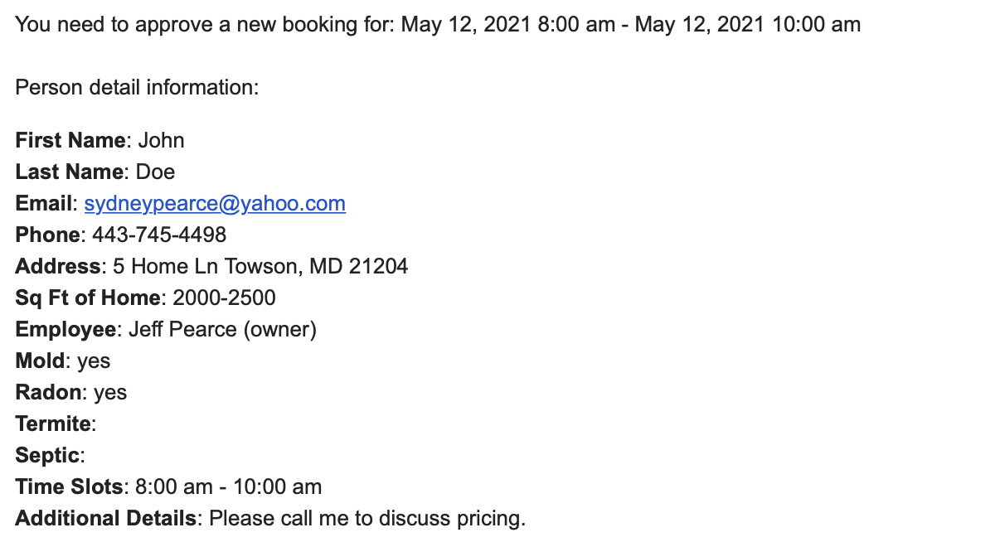 You need to approve a new booking for: May 12, 2021 8:00 am - May 12, 2021 10:00 am
Person detail information:
First Name: John
Last Name: Doe
Email: sydneypearce@yahoo.com
Phone: 443-745-4498
Address: 5 Home Ln Towson, MD 21204
Sq Ft of Home: 2000-2500
Employee: Jeff Pearce (owner)
Mold: yes
Radon: yes
Termite:
Septic:
Time Slots: 8:00 am - 10:00 am
Additional Details: Please call me to discuss pricing.